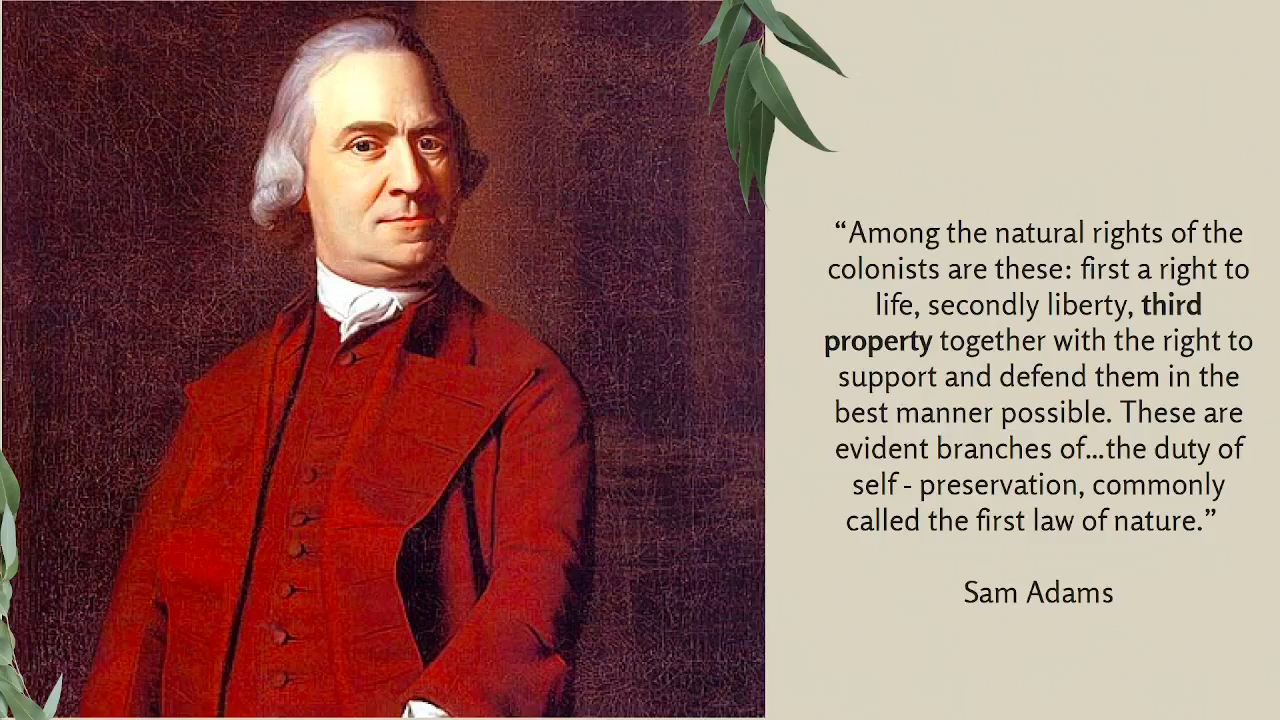 “Among the natural rights of the
colonists are these: first a right to
life, secondly liberty, third
property together with the right to
support and defend them in the
best manner possible. These are
evident branches of...the duty of
self - preservation, commonly
called the first law of nature.”
Sam Adams